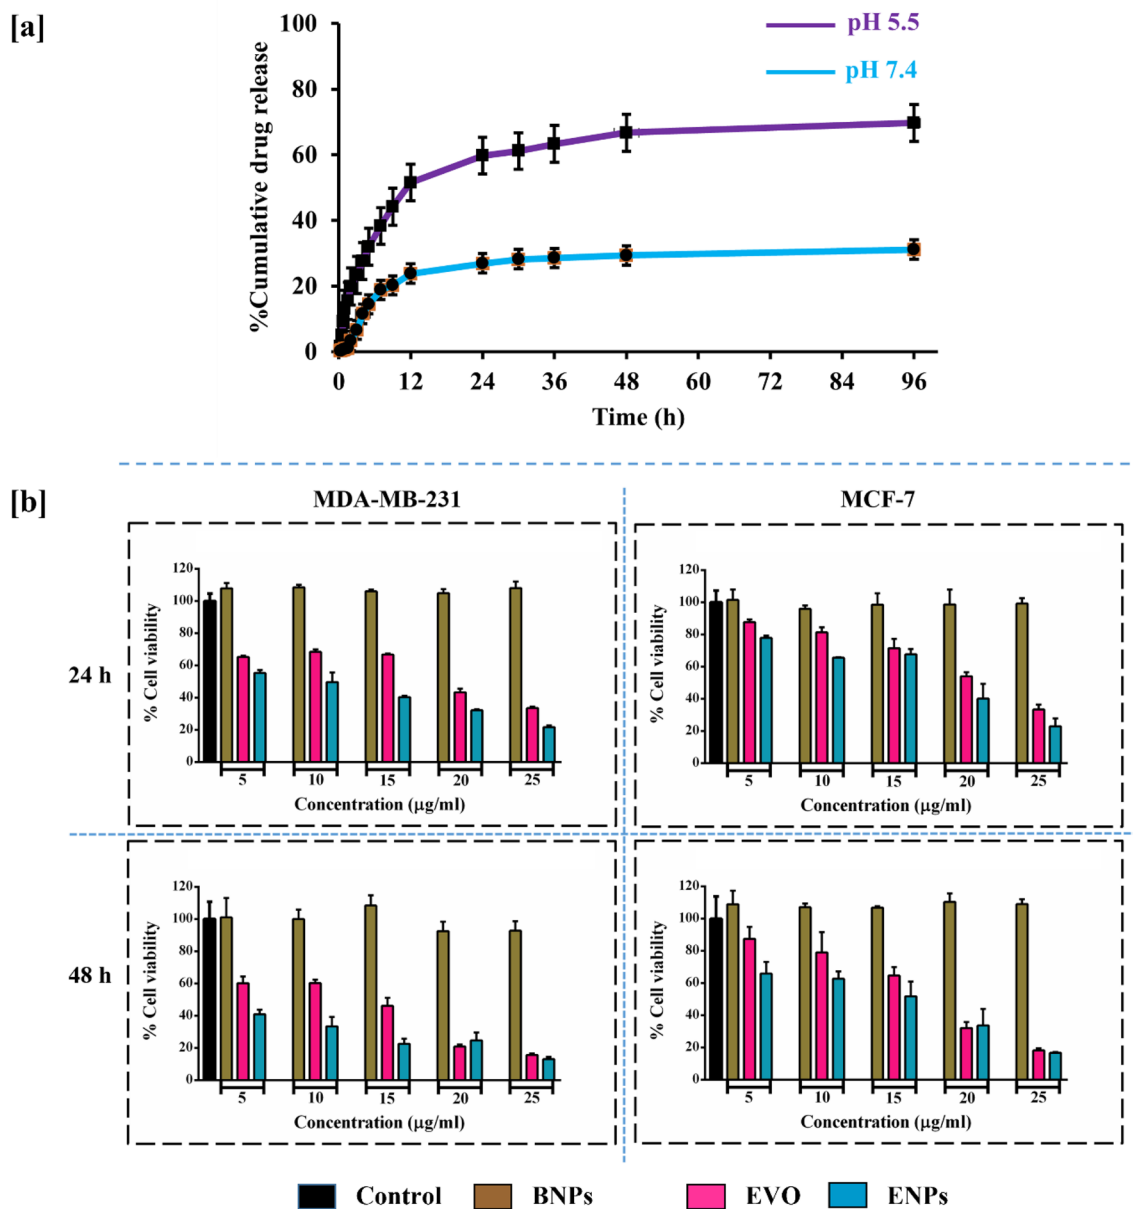 [a]
%Cumulative drug release
100
80
60
40
20
0
pH 5.5
pH 7.4
0 12 24 36 48 60 72 84 96
Time (h)
[b]
MDA-MB-231
MCF-7
24 h
% Cell viability
120
100
80
60
40
20
0
5 10 15 20 25
Concentration (μg/ml)
% Cell viability
120
100
80
60
40
20
0
5 10 15 20 25
Concentration (μg/ml)
48 h
% Cell viability
120
100
80
60
40
20
0
5 10 15 20 25
Concentration (μg/ml)
% Cell viability
120
100
80
60
40
20
0
5 10 15 20 25
Concentration (μg/ml)
Control BNPs EVO ENPs